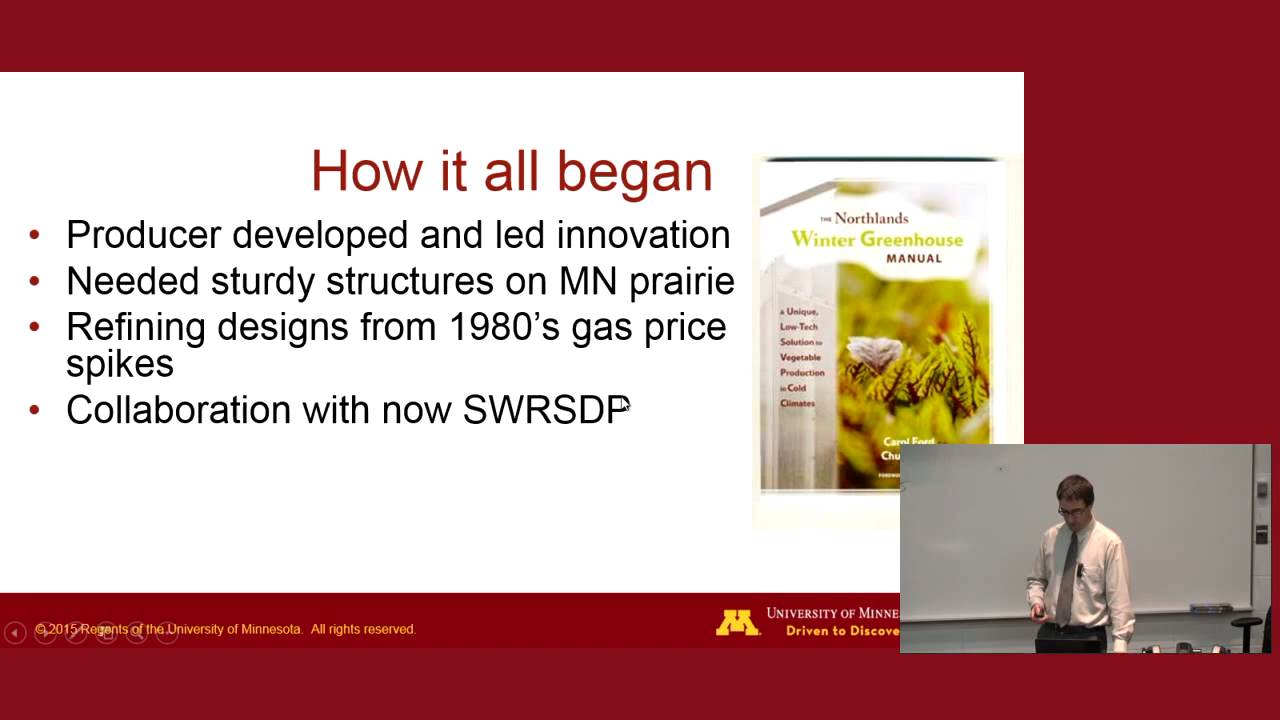 How it all began
• Producer developed and led innovation
• Needed sturdy structures on MN prairie
• Refining designs from 1980’s gas price
spikes
• Collaboration with now SWRSDP
THE Northlands
Winter Greenhouse
MANUAL
A Unique,
Low-Tech
Solution to
Vegetable
Production
in Cold
Climates
Carol Ford
© 2015 Regents of the University of Minnesota. All rights reserved.
UNIVERSITY OF
Driven to